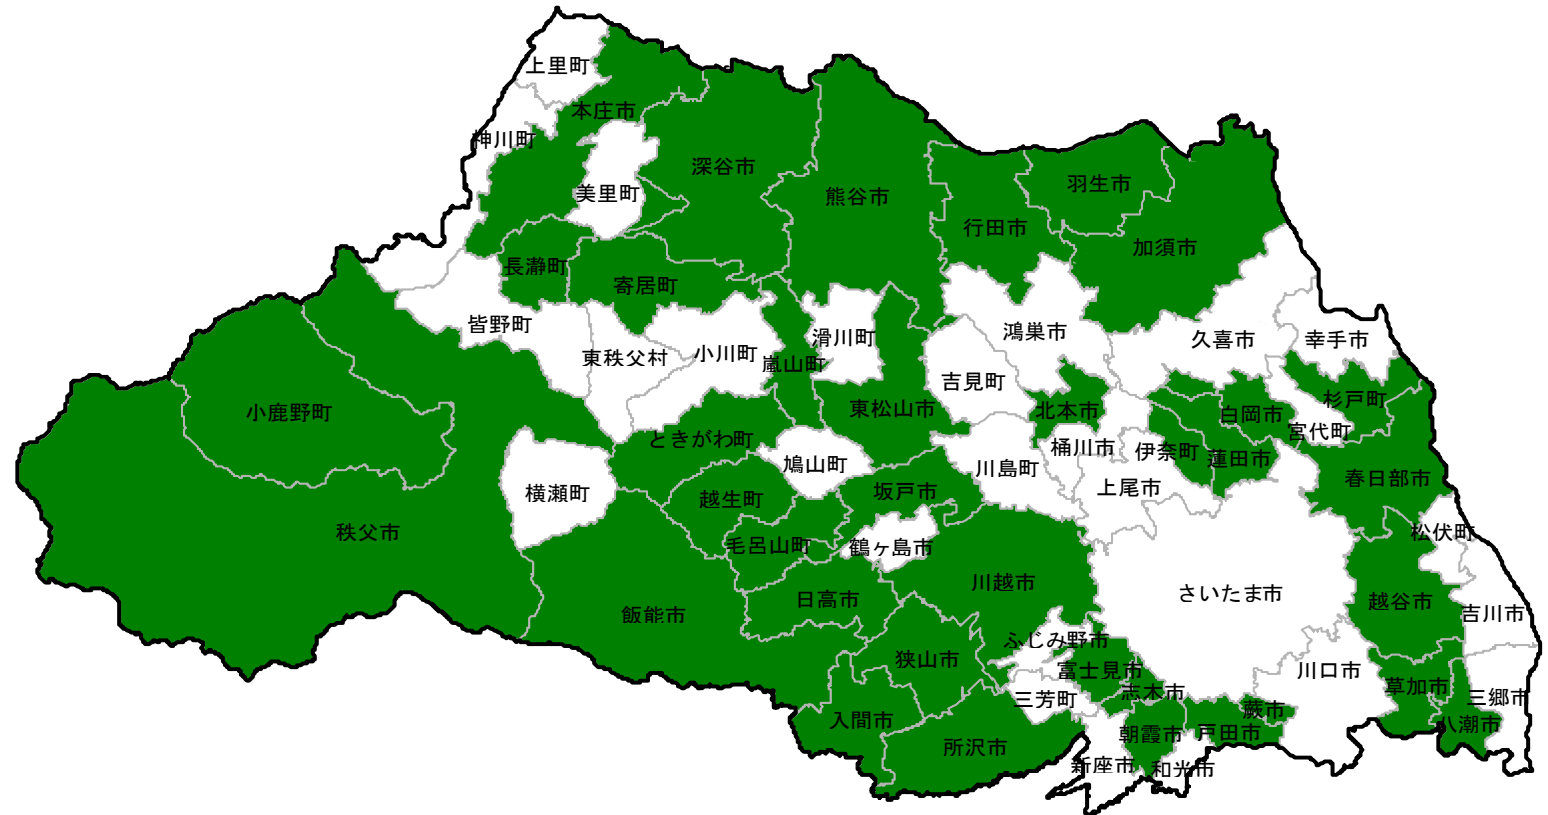 上里町
本庄市
神川町
美里町
深谷市
熊谷市
行田市
羽生市
加須市
長瀞町
寄居町
皆野町
東秩父村
小川町
嵐山町
滑川町
吉見町
鴻巣市
久喜市
幸手市
小鹿野町
ときがわ町
東松山市
北本市
白岡市
杉戸町
宮代町
横瀬町
鳩山町
川島町
桶川市
伊奈町
蓮田市
上尾市
春日部市
秩父市
越生町
坂戸市
毛呂山町
鶴ヶ島市
松伏町
飯能市
日高市
川越市
さいたま市
越谷市
吉川市
狭山市
ふじみ野市
富士見市
三芳町
志木市
川口市
草加市
三郷市
入間市
所沢市
朝霞市
戸田市
蕨市
八潮市
新座市
和光市